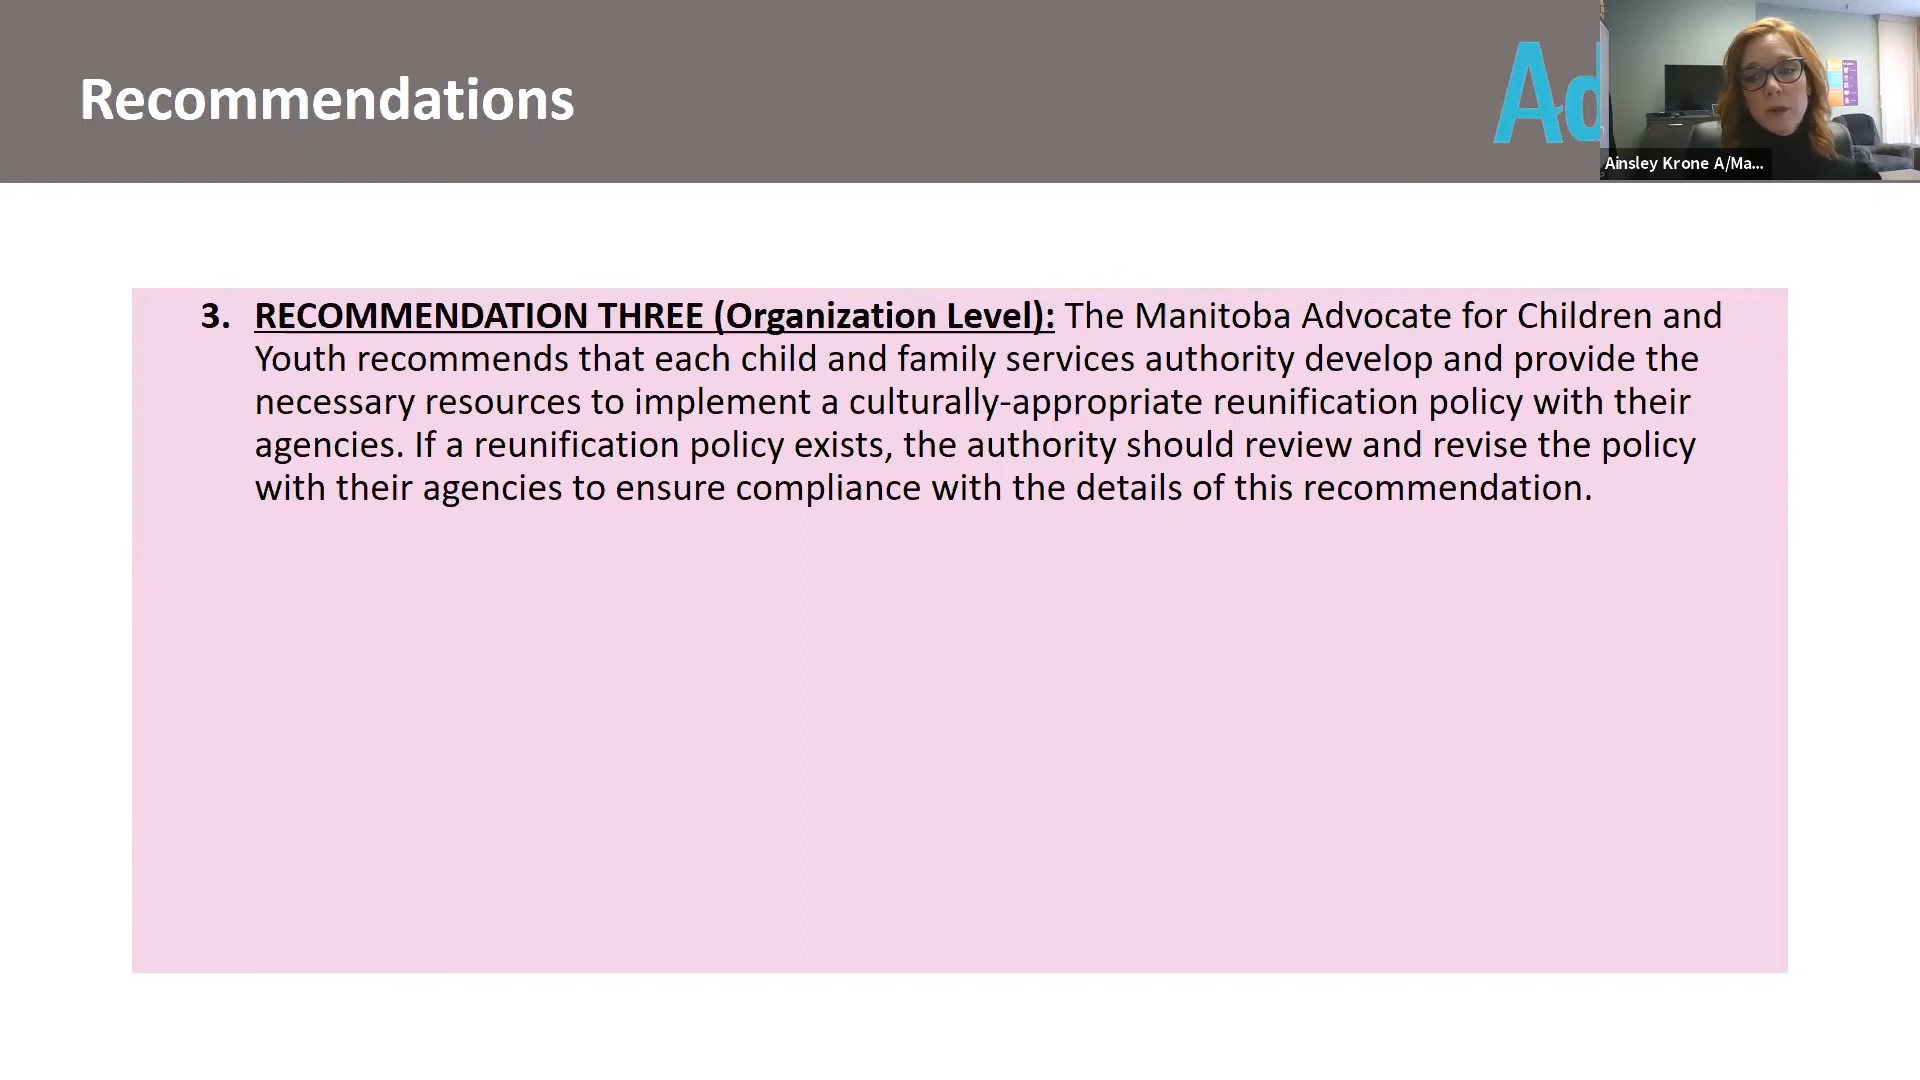 Recommendations
Ad
Ainsley Krone A/Ma...
3. RECOMMENDATION THREE (Organization Level): The Manitoba Advocate for Children and
Youth recommends that each child and family services authority develop and provide the
necessary resources to implement a culturally-appropriate reunification policy with their
agencies. If a reunification policy exists, the authority should review and revise the policy
with their agencies to ensure compliance with the details of this recommendation.